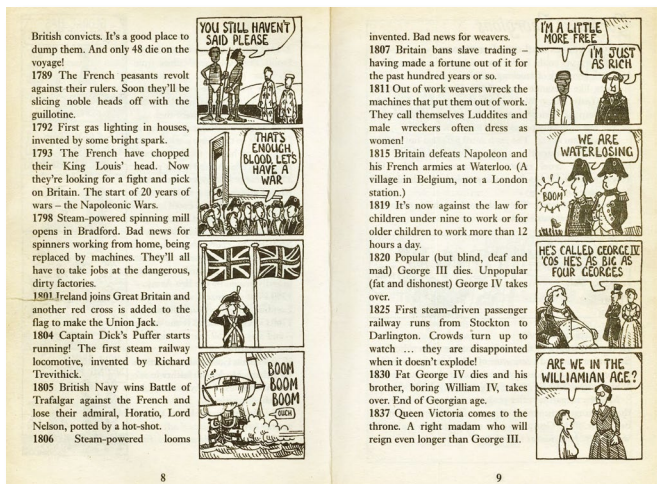 British convicts. It's a good place to
dump them. And only 48 die on the
voyage!
1789 The French peasants revolt
against their rulers. Soon they'll be
slicing noble heads off with the
guillotine.
1792 First gas lighting in houses,
invented by some bright spark.
1793 The French have chopped
their King Louis' head. Now
they're looking for a fight and pick
on Britain. The start of 20 years of
wars – the Napoleonic Wars.
1798 Steam-powered spinning mill
opens in Bradford. Bad news for
spinners working from home, being
replaced by machines. They'll all
have to take jobs at the dangerous,
dirty factories.
1801 Ireland joins Great Britain and
another red cross is added to the
flag to make the Union Jack.
1804 Captain Dick's Puffer starts
running! The first steam railway
locomotive, invented by Richard
Trevithick.
1805 British Navy wins Battle of
Trafalgar against the French and
lose their admiral, Horatio, Lord
Nelson, potted by a hot-shot.
1806 Steam-powered looms
YOU STILL HAVEN'T
SAID PLEASE
THAT'S
ENOUGH
BLOOD, LET'S
HAVE A
WAR
BOOM
BOOM
BOOM
OUCH
8
invented. Bad news for weavers.
1807 Britain bans slave trading –
having made a fortune out of it for
the past hundred years or so.
1811 Out of work weavers wreck the
machines that put them out of work.
They call themselves Luddites and
male wreckers often dress as
women!
1815 Britain defeats Napoleon and
his French armies at Waterloo. (A
village in Belgium, not a London
station.)
1819 It's now against the law for
children under nine to work or for
older children to work more than 12
hours a day.
1820 Popular (but blind, deaf and
mad) George III dies. Unpopular
(fat and dishonest) George IV takes
over.
1825 First steam-driven passenger
railway runs from Stockton to
Darlington. Crowds turn up to
watch ... they are disappointed
when it doesn't explode!
1830 Fat George IV dies and his
brother, boring William IV, takes
over. End of Georgian age.
1837 Queen Victoria comes to the
throne. A right madam who will
reign even longer than George III.
I'M A LITTLE
MORE FREE
I'M JUST
AS RICH
WE ARE
WATERLOSING
BOOM
HE'S CALLED GEORGE IV
'COS HE'S AS BIG AS
FOUR GEORGES
ARE WE IN THE
WILLIAMIAN AGE?
9